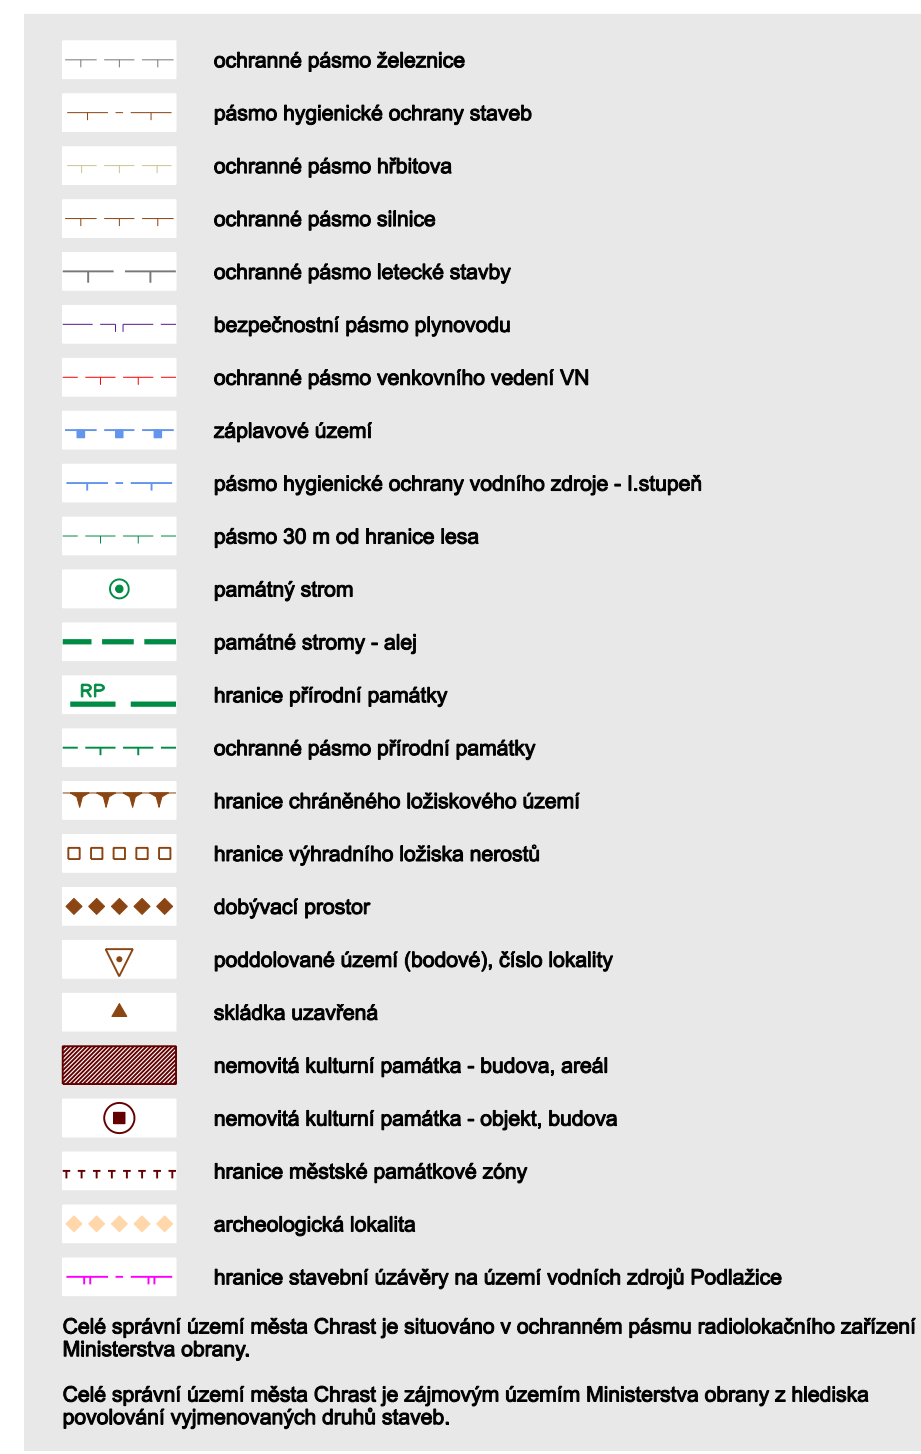 ochranné pásmo železnice
pásmo hygienické ochrany staveb
ochranné pásmo hřbitova
ochranné pásmo silnice
ochranné pásmo letecké stavby
bezpečnostní pásmo plynovodu
ochranné pásmo venkovního vedení VN
záplavové území
pásmo hygienické ochrany vodního zdroje - I.stupeň
pásmo 30 m od hranice lesa
památný strom
památné stromy - alej
RP hranice přírodní památky
ochranné pásmo přírodní památky
hranice chráněného ložiskového území
hranice výhradního ložiska nerostů
dobývací prostor
poddolované území (bodové), číslo lokality
skládka uzavřená
nemovitá kulturní památka - budova, areál
nemovitá kulturní památka - objekt, budova
hranice městské památkové zóny
archeologická lokalita
hranice stavební úzávěry na území vodních zdrojů Podlažice
Celé správní území města Chrast je situováno v ochranném pásmu radiolokačního zařízení
Ministerstva obrany.
Celé správní území města Chrast je zájmovým územím Ministerstva obrany z hlediska
povolování vyjmenovaných druhů staveb.